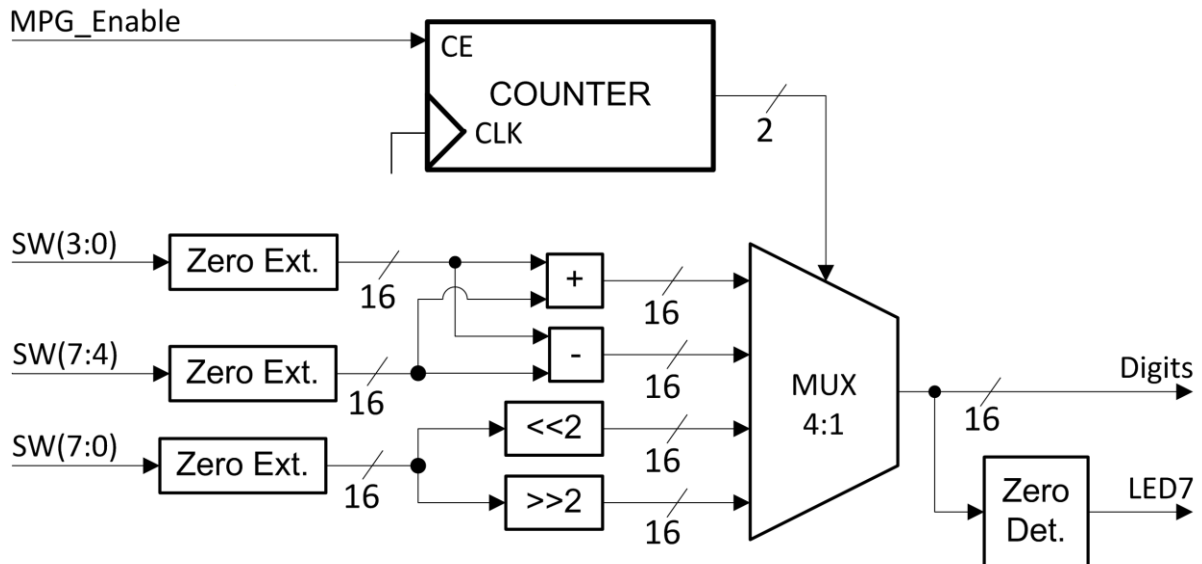 MPG_Enable
CE
COUNTER
CLK
2
SW(3:0)
Zero Ext.
16
+
16
SW(7:4)
Zero Ext.
16
-
16
MUX
4:1
Digits
16
SW(7:0)
Zero Ext.
16
<<2
16
>>2
16
Zero
Det.
LED7